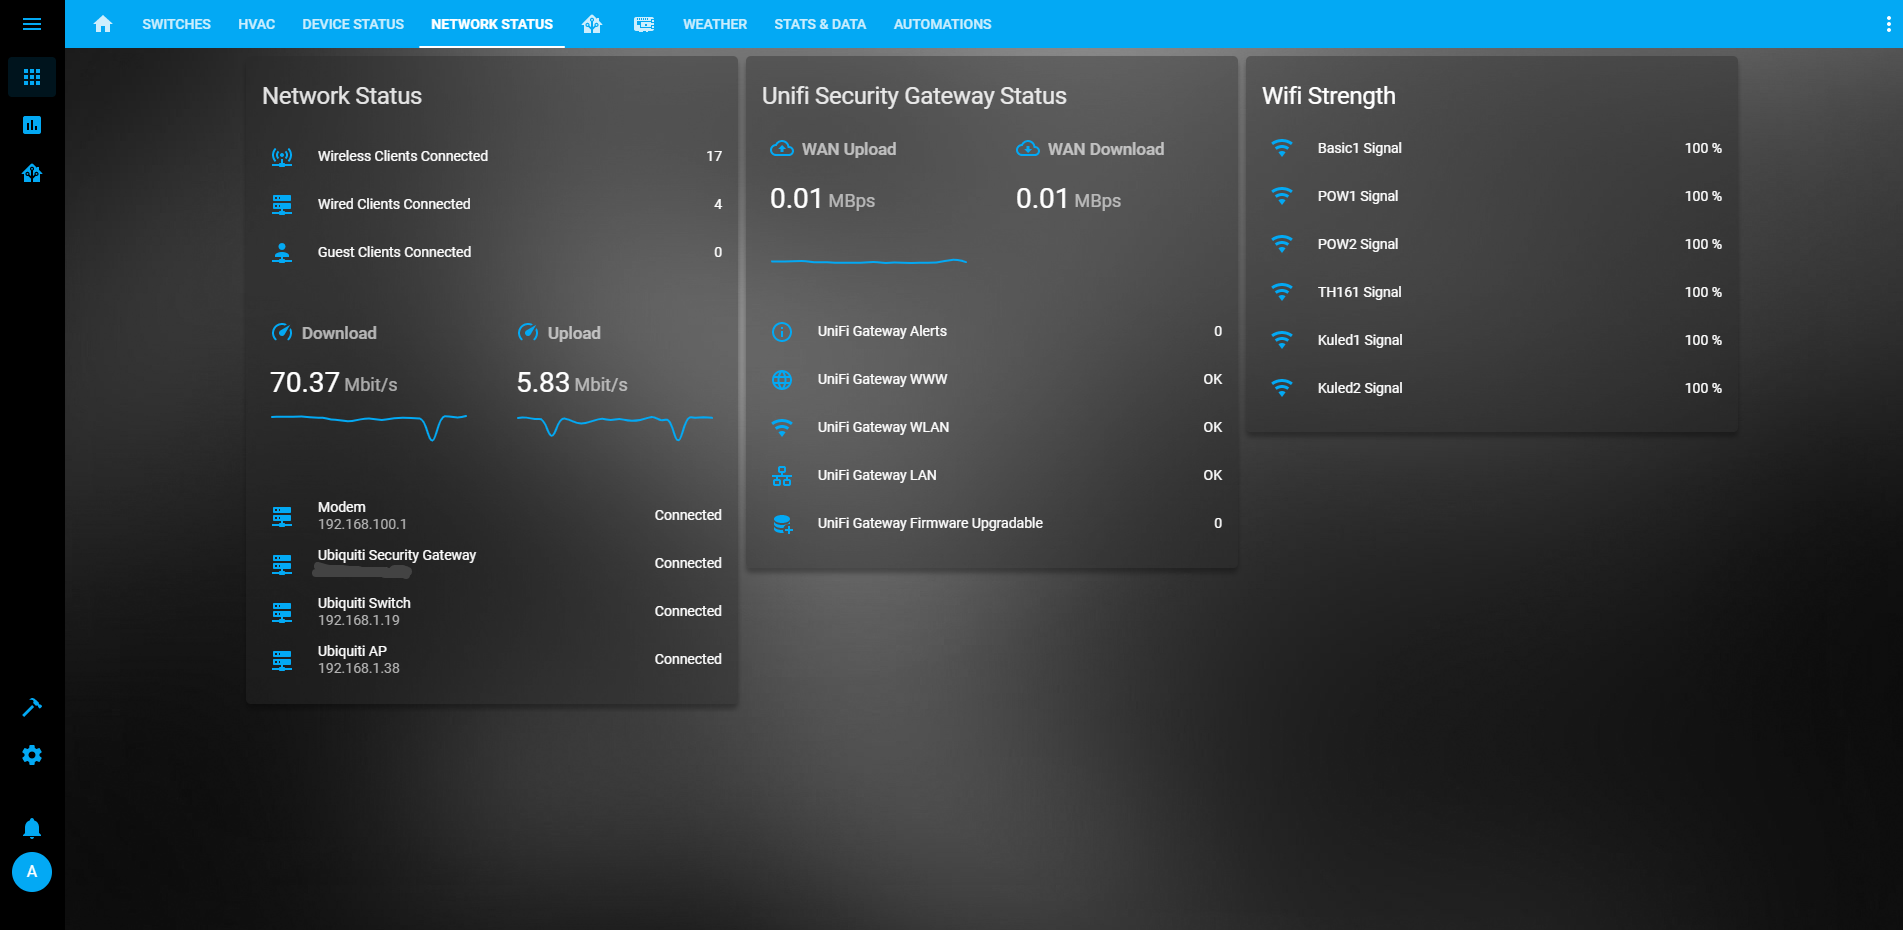 SWITCHES HVAC DEVICE STATUS NETWORK STATUS WEATHER STATS & DATA AUTOMATIONS
Network Status
Wireless Clients Connected 17
Wired Clients Connected 4
Guest Clients Connected 0
Download Upload
70.37 Mbit/s 5.83 Mbit/s
Modem
192.168.100.1
Connected
Ubiquiti Security Gateway
Connected
Ubiquiti Switch
192.168.1.19
Connected
Ubiquiti AP
192.168.1.38
Connected
Unifi Security Gateway Status
WAN Upload WAN Download
0.01 MBps 0.01 MBps
UniFi Gateway Alerts 0
UniFi Gateway WWW OK
UniFi Gateway WLAN OK
UniFi Gateway LAN OK
UniFi Gateway Firmware Upgradable 0
Wifi Strength
Basic1 Signal 100 %
POW1 Signal 100 %
POW2 Signal 100 %
TH161 Signal 100 %
Kuled1 Signal 100 %
Kuled2 Signal 100 %
A